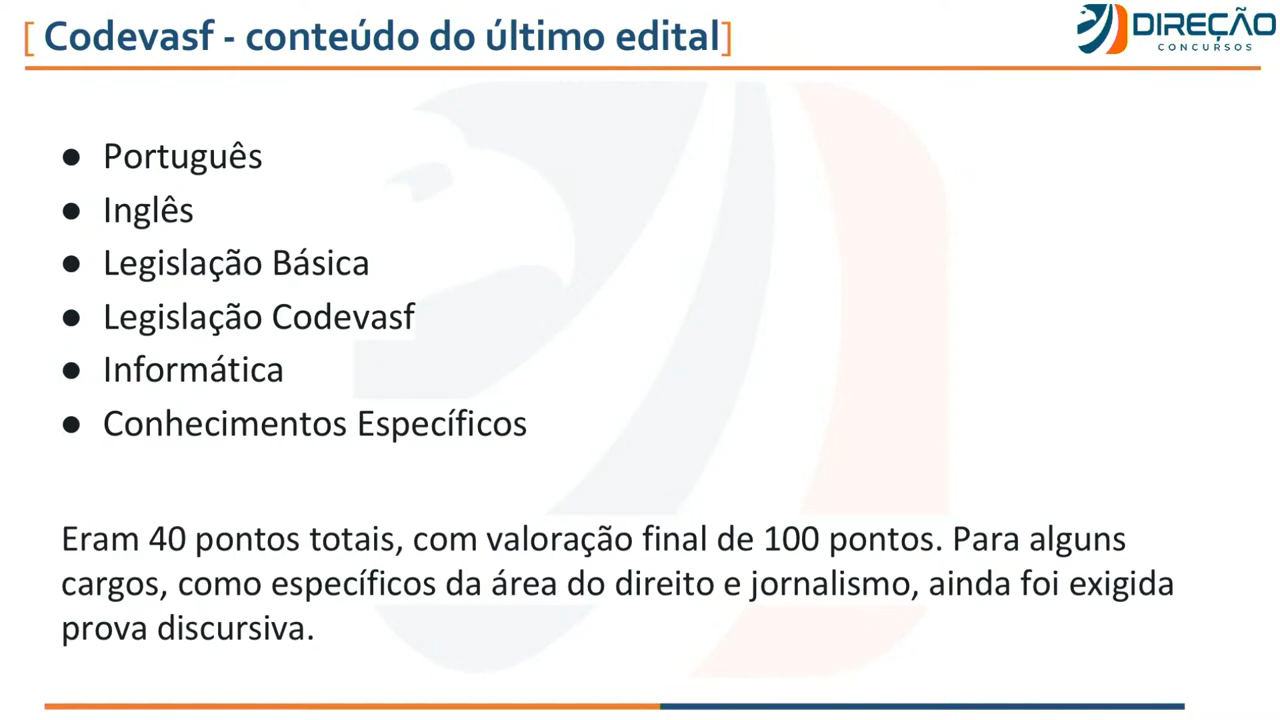 [ Codevasf - conteúdo do último edital]
DIREÇÃO
CONCURSOS
● Português
● Inglês
● Legislação Básica
● Legislação Codevasf
● Informática
● Conhecimentos Específicos
Eram 40 pontos totais, com valoração final de 100 pontos. Para alguns
cargos, como específicos da área do direito e jornalismo, ainda foi exigida
prova discursiva.